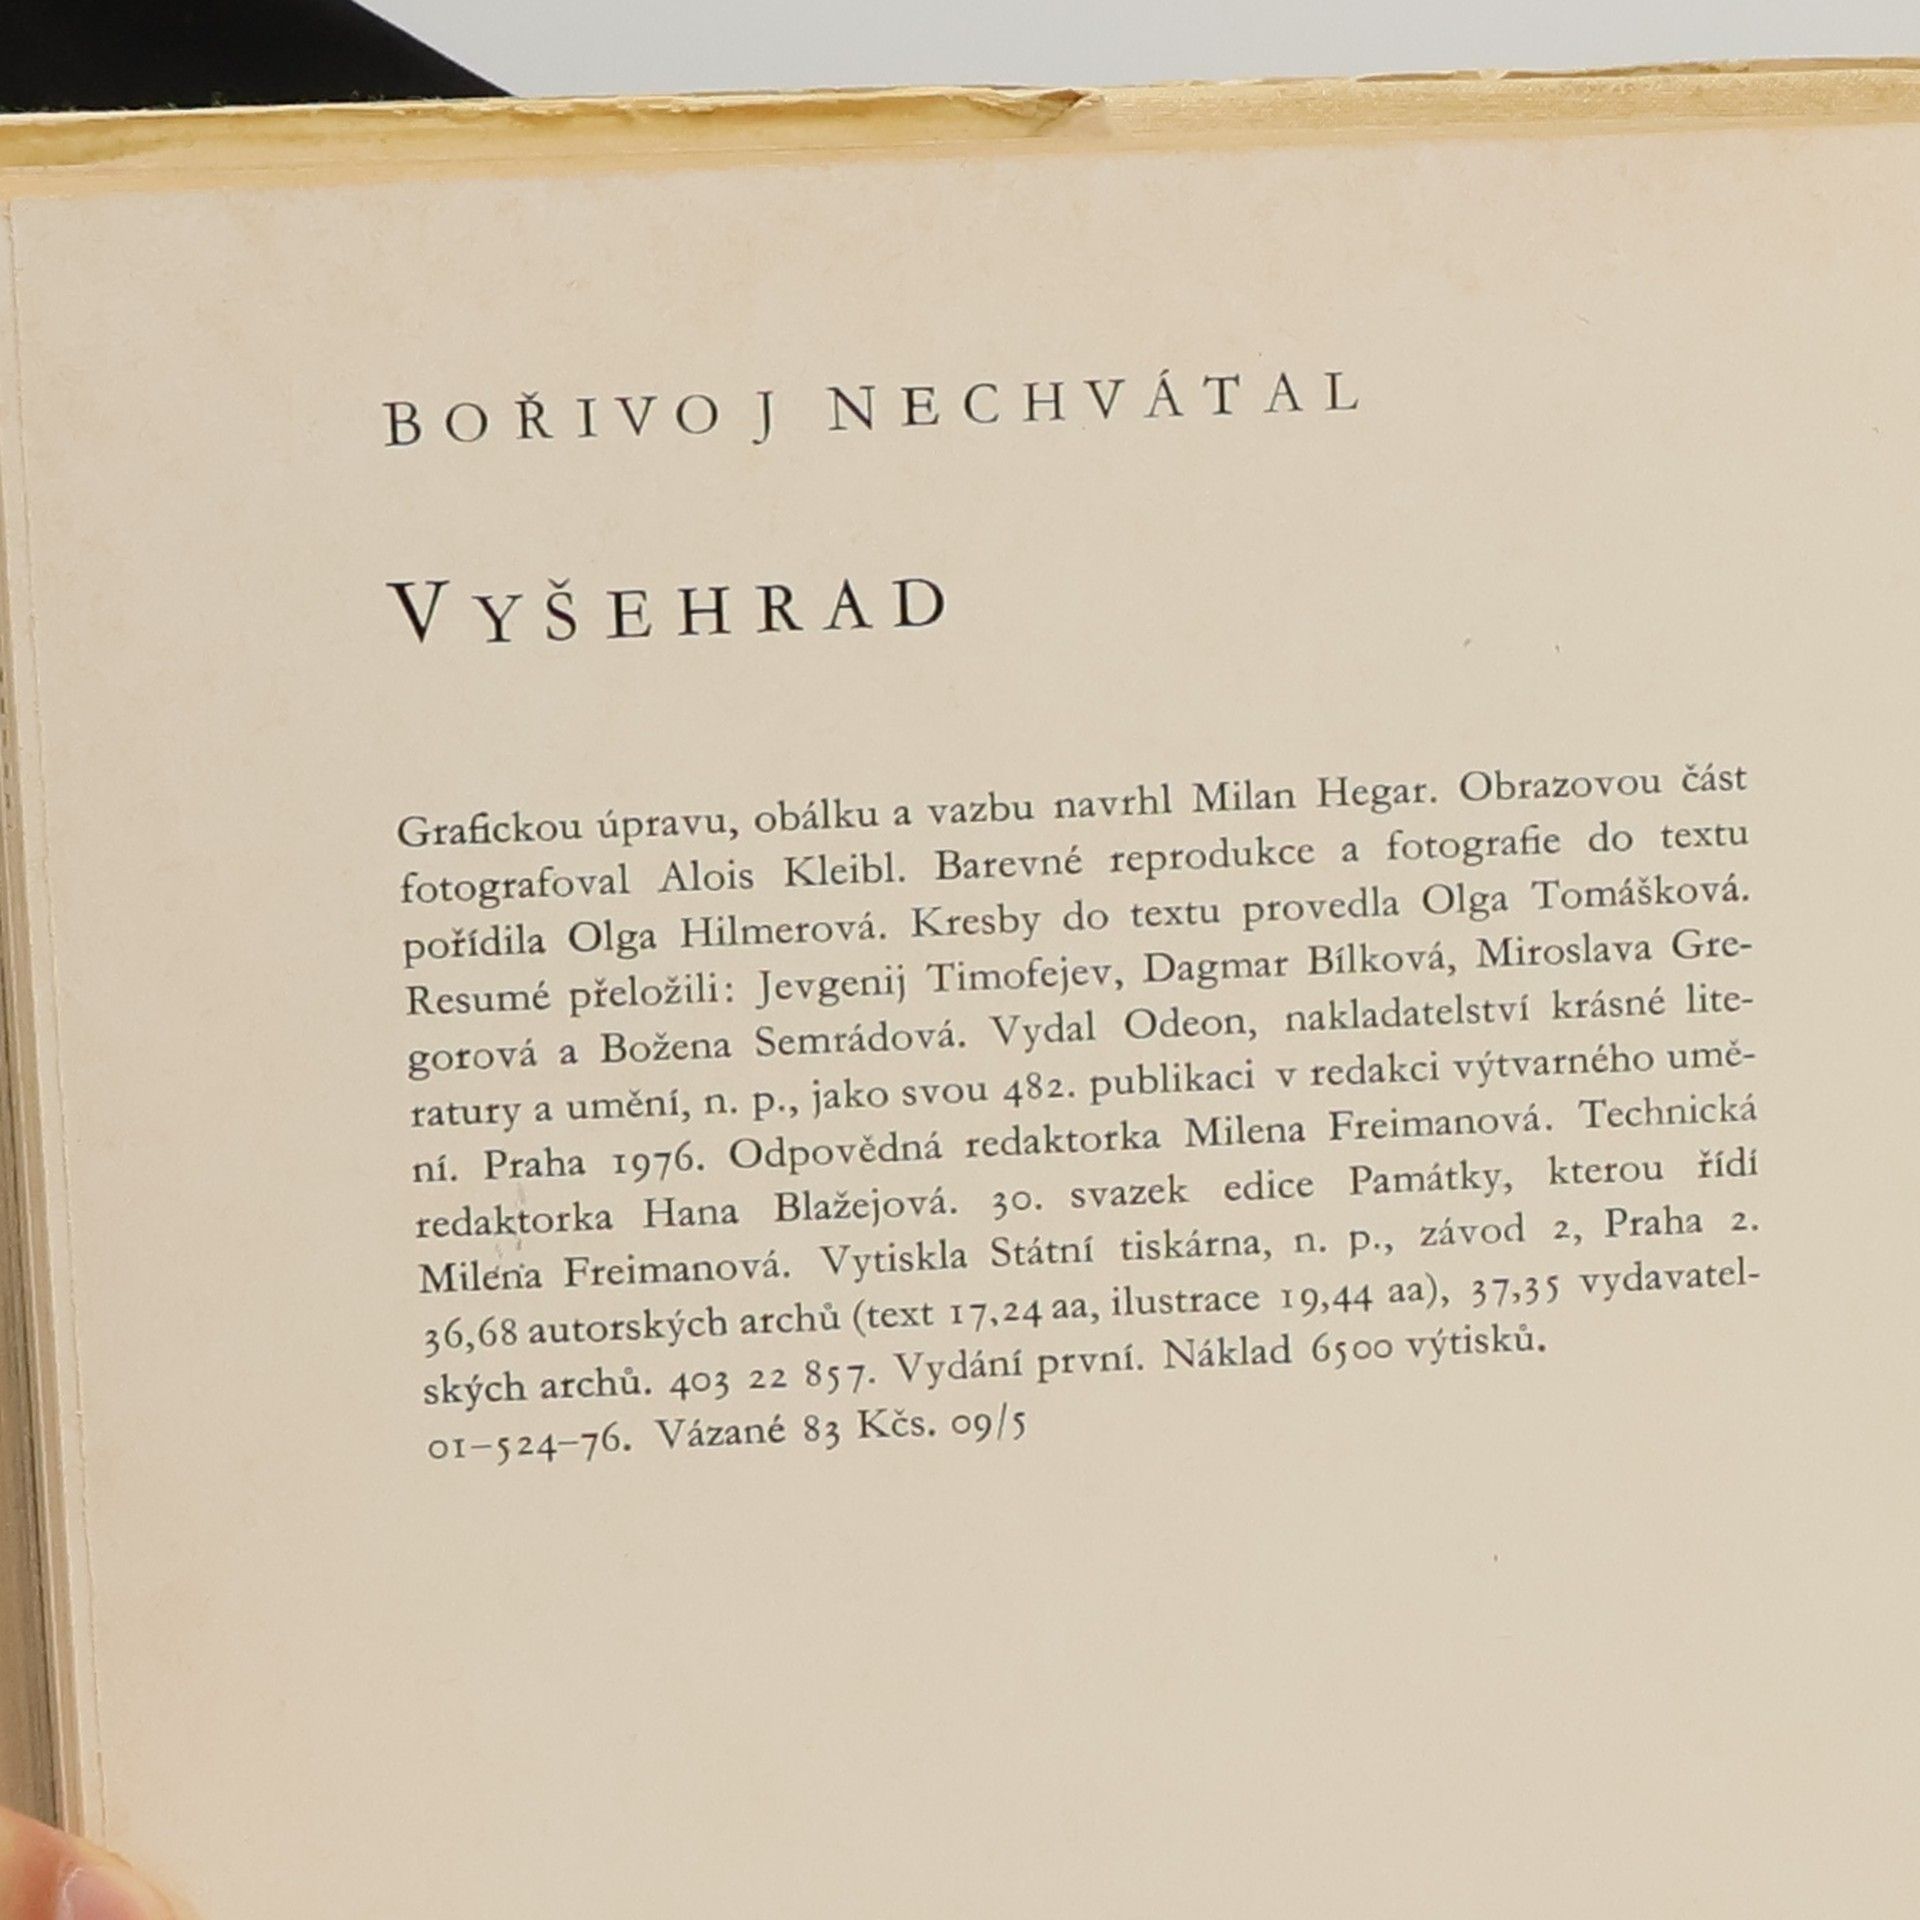 BOŘIVOJ NECHVÁTAL
VYŠEHRAD
Grafickou úpravu, obálku a vazbu navrhl Milan Hegar. Obrazovou část
fotografoval Alois Kleibl. Barevné reprodukce a fotografie do textu
pořídila Olga Hilmerová. Kresby do textu provedla Olga Tomášková.
Resumé přeložili: Jevgenij Timofejev, Dagmar Bílková, Miroslava Gre-
gorová a Božena Semrádová. Vydal Odeon, nakladatelství krásné lite-
ratury a umění, n. p., jako svou 482. publikaci v redakci výtvarného umě-
ní. Praha 1976. Odpovědná redaktorka Milena Freimanová. Technická
redaktorka Hana Blažejová. 30. svazek edice Památky, kterou řídí
Milena Freimanová. Vytiskla Státní tiskárna, n. p., závod 2, Praha 2.
36,68 autorských archů (text 17,24 aa, ilustrace 19,44 aa), 37,35 vydavatel-
ských archů. 403 22 857. Vydání první. Náklad 6500 výtisků.
01–524–76. Vázané 83 Kčs. 09/5